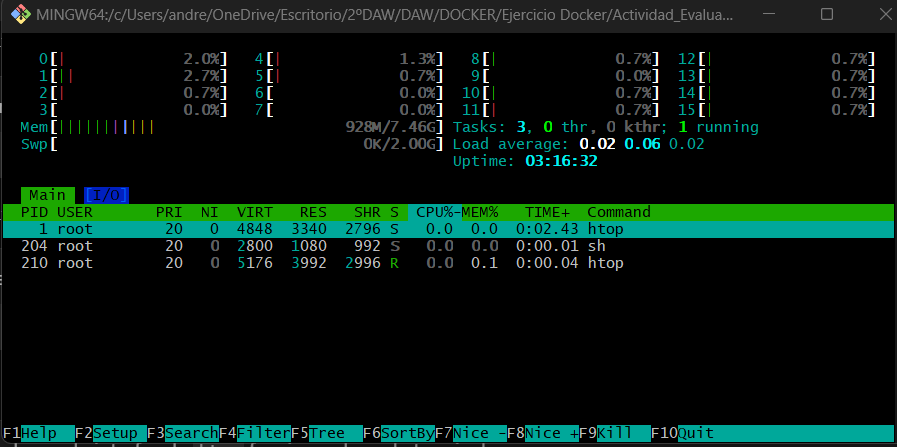 MINGW64:/c/Users/andre/OneDrive/Escritorio/2ºDAW/DAW/DOCKER/Ejercicio Docker/Actividad_Evalua...
0[| 2.0%] 4[| 1.3%] 8[| 0.7%] 12[| 0.7%]
1[|| 2.7%] 5[| 0.7%] 9[ 0.0%] 13[| 0.7%]
2[| 0.7%] 6[ 0.0%] 10[| 0.7%] 14[| 0.7%]
3[ 0.0%] 7[ 0.0%] 11[| 0.7%] 15[| 0.7%]
Mem[|||||||||||| 928M/7.46G] Tasks: 3, 0 thr, 0 kthr; 1 running
Swp[ 0K/2.00G] Load average: 0.02 0.06 0.02
Uptime: 03:16:32
Main I/O
PID USER PRI NI VIRT RES SHR S CPU%-MEM% TIME+ Command
1 root 20 0 4848 3340 2796 S 0.0 0.0 0:02.43 htop
204 root 20 0 2800 1080 992 S 0.0 0.0 0:00.01 sh
210 root 20 0 5176 3992 2996 R 0.0 0.1 0:00.04 htop
F1Help F2Setup F3SearchF4FilterF5Tree F6SortByF7Nice -F8Nice +F9Kill F10Quit